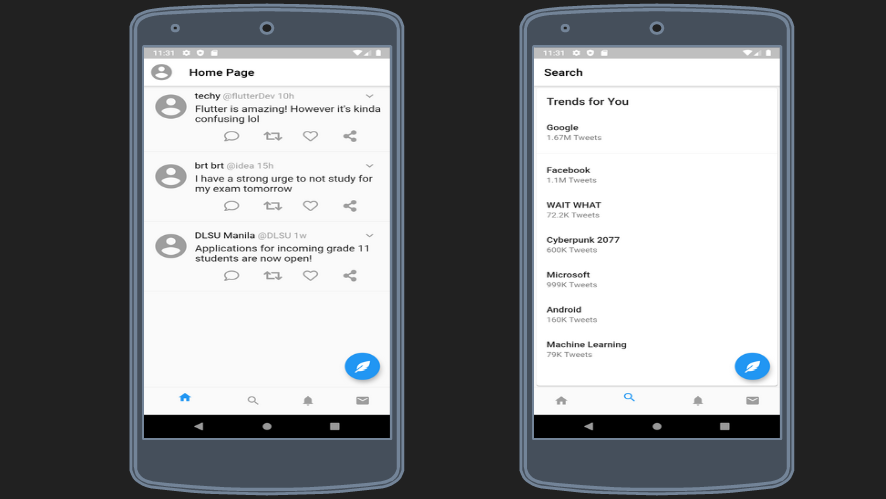 11:31
Home Page
techy @flutterDev 10h
Flutter is amazing! However it's kinda
confusing lol
brt brt @idea 15h
I have a strong urge to not study for
my exam tomorrow
DLSU Manila @DLSU 1w
Applications for incoming grade 11
students are now open!
11:31
Search
Trends for You
Google
1.67M Tweets
Facebook
1.1M Tweets
WAIT WHAT
72.2K Tweets
Cyberpunk 2077
600K Tweets
Microsoft
999K Tweets
Android
160K Tweets
Machine Learning
79K Tweets